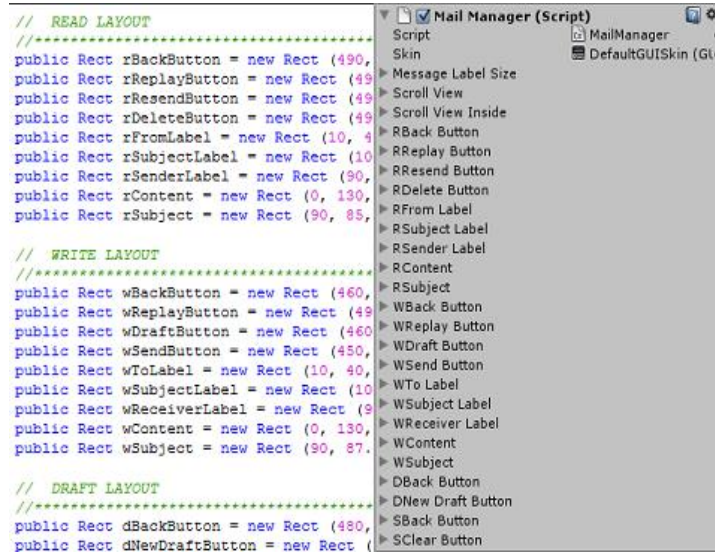 // READ LAYOUT
//****************************************
public Rect rBackButton = new Rect (490,
public Rect rReplayButton = new Rect (49
public Rect rResendButton = new Rect (49
public Rect rDeleteButton = new Rect (49
public Rect rFromLabel = new Rect (10, 4
public Rect rSubjectLabel = new Rect (10
public Rect rSenderLabel = new Rect (90,
public Rect rContent = new Rect (0, 130,
public Rect rSubject = new Rect (90, 85,
// WRITE LAYOUT
//****************************************
public Rect wBackButton = new Rect (460,
public Rect wReplayButton = new Rect (49
public Rect wDraftButton = new Rect (460
public Rect wSendButton = new Rect (450,
public Rect wToLabel = new Rect (10, 40,
public Rect wSubjectLabel = new Rect (10
public Rect wReceiverLabel = new Rect (9
public Rect wContent = new Rect (0, 130,
public Rect wSubject = new Rect (90, 87.
// DRAFT LAYOUT
//****************************************
public Rect dBackButton = new Rect (480,
public Rect dNewDraftButton = new Rect (
Mail Manager (Script)
Script MailManager
Skin DefaultGUISkin (GU
Message Label Size
Scroll View
Scroll View Inside
RBack Button
RReplay Button
RResend Button
RDelete Button
RFrom Label
RSubject Label
RSender Label
RContent
RSubject
WBack Button
WReplay Button
WDraft Button
WSend Button
WTo Label
WSubject Label
WReceiver Label
WContent
WSubject
DBack Button
DNew Draft Button
SBack Button
SClear Button